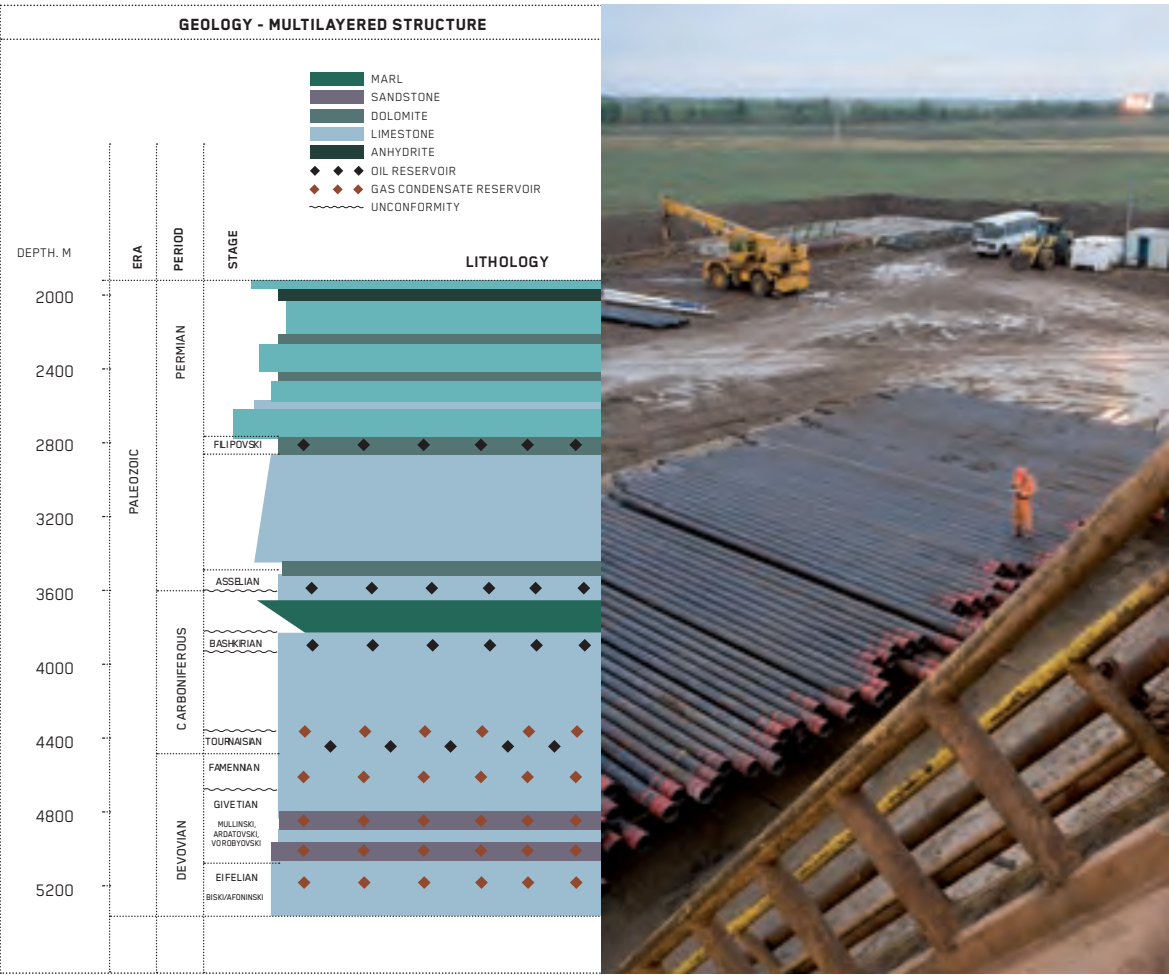 GEOLOGY - MULTILAYERED STRUCTURE
MARL
SANDSTONE
DOLOMITE
LIMESTONE
ANHYDRITE
OIL RESERVOIR
GAS CONDENSATE RESERVOIR
UNCONFORMITY
DEPTH. M
ERA
PERIOD
STAGE
LITHOLOGY
2000
2400
2800
3200
3600
4000
4400
4800
5200
PALEOZOIC
PERMIAN
CARBONIFEROUS
DEVOVIAN
FILIPOVSKI
ASSELIAN
BASHKIRIAN
TOURNAISIAN
FAMENNAN
GIVETIAN
MULLINSKI,
ARDATOVSKI,
VOROBYOVSKI
EIFELIAN
BISKI/AFONINSKI